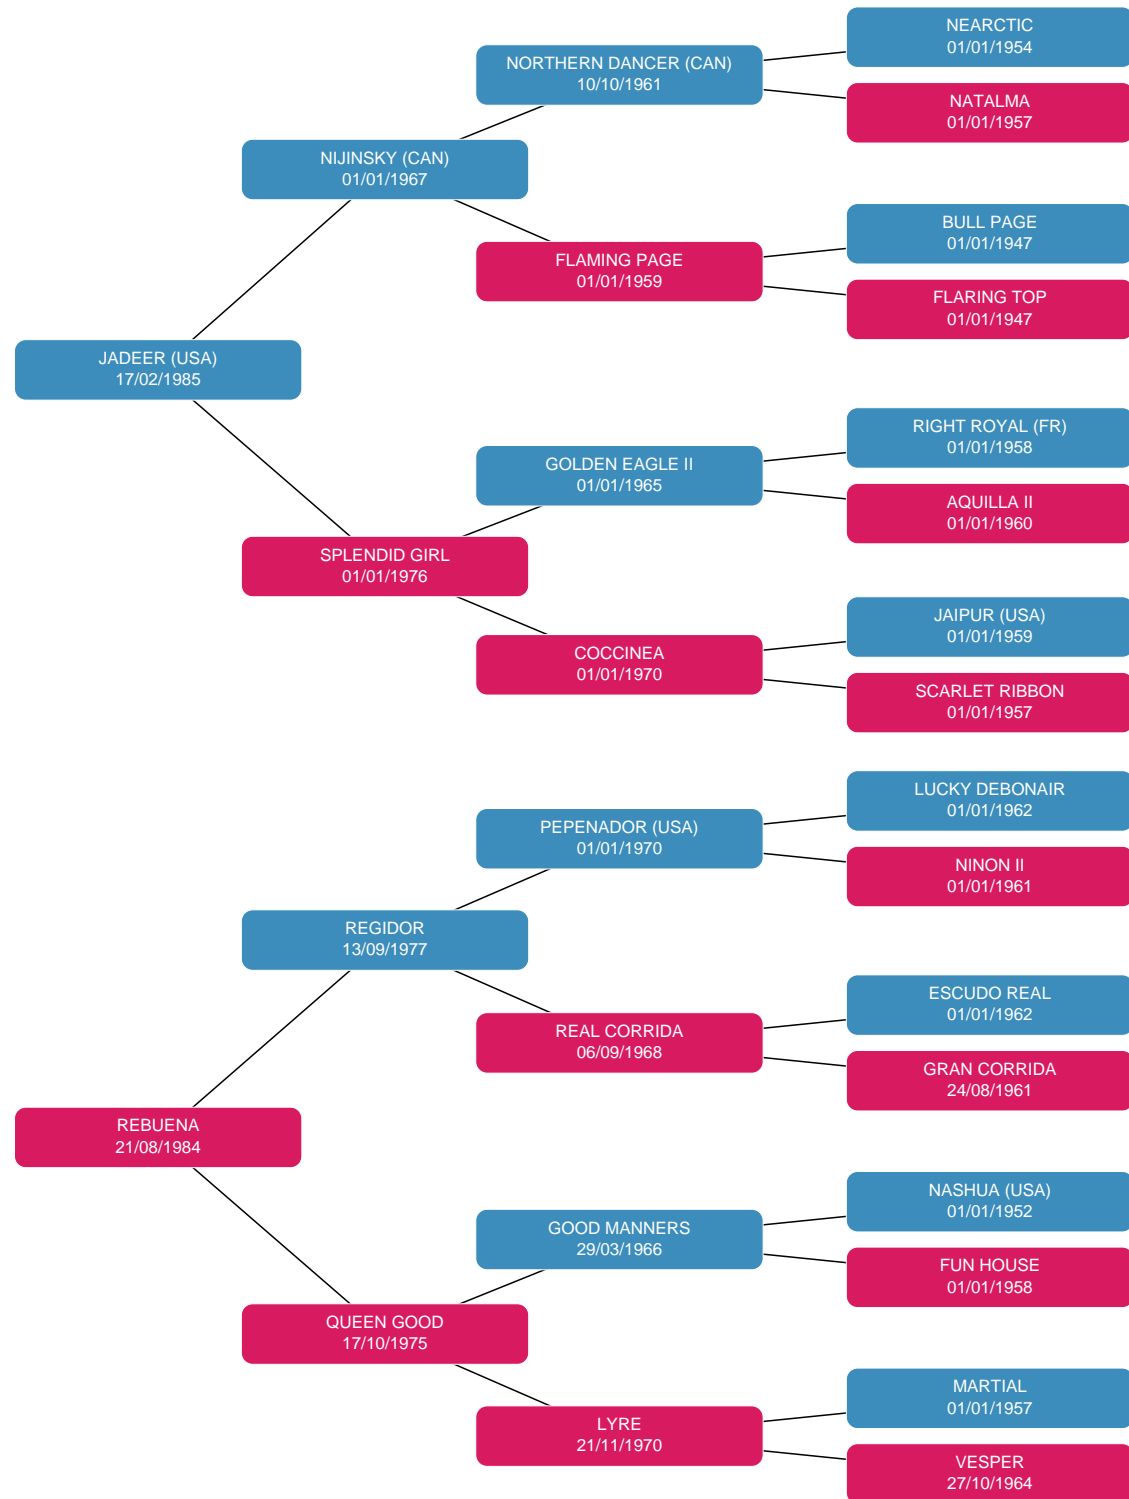 NEARCTIC
01/01/1954
NORTHERN DANCER (CAN)
10/10/1961
NATALMA
01/01/1957
NIJINSKY (CAN)
01/01/1967
BULL PAGE
01/01/1947
FLAMING PAGE
01/01/1959
FLARING TOP
01/01/1947
JADEER (USA)
17/02/1985
RIGHT ROYAL (FR)
01/01/1958
GOLDEN EAGLE II
01/01/1965
AQUILLA II
01/01/1960
SPLENDID GIRL
01/01/1976
JAIPUR (USA)
01/01/1959
COCCINEA
01/01/1970
SCARLET RIBBON
01/01/1957
LUCKY DEBONAIR
01/01/1962
PEPENADOR (USA)
01/01/1970
NINON II
01/01/1961
REGIDOR
13/09/1977
ESCUDO REAL
01/01/1962
REAL CORRIDA
06/09/1968
GRAN CORRIDA
24/08/1961
REBUENA
21/08/1984
NASHUA (USA)
01/01/1952
GOOD MANNERS
29/03/1966
FUN HOUSE
01/01/1958
QUEEN GOOD
17/10/1975
MARTIAL
01/01/1957
LYRE
21/11/1970
VESPER
27/10/1964